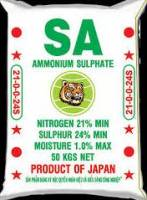 SA
AMMONIUM SULPHATE
21-0-0-24S
21-0-0-24S
NITROGEN 21% MIN
SULPHUR 24% MIN
MOISTURE 1.0% MAX
50 KGS NET
PRODUCT OF JAPAN